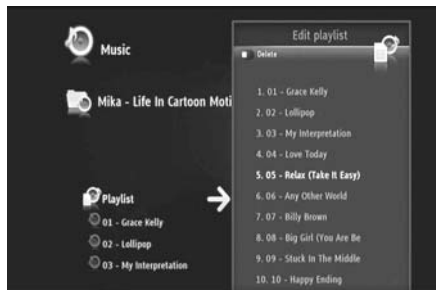 Music
Mika - Life In Cartoon Moti
Playlist
01 - Grace Kelly
02 - Lollipop
03 - My Interpretation
Edit playlist
Delete
1. 01 - Grace Kelly
2. 02 - Lollipop
3. 03 - My Interpretation
4. 04 - Love Today
5. 05 - Relax (Take It Easy)
6. 06 - Any Other World
7. 07 - Billy Brown
8. 08 - Big Girl (You Are Be
9. 09 - Stuck In The Middle
10. 10 - Happy Ending